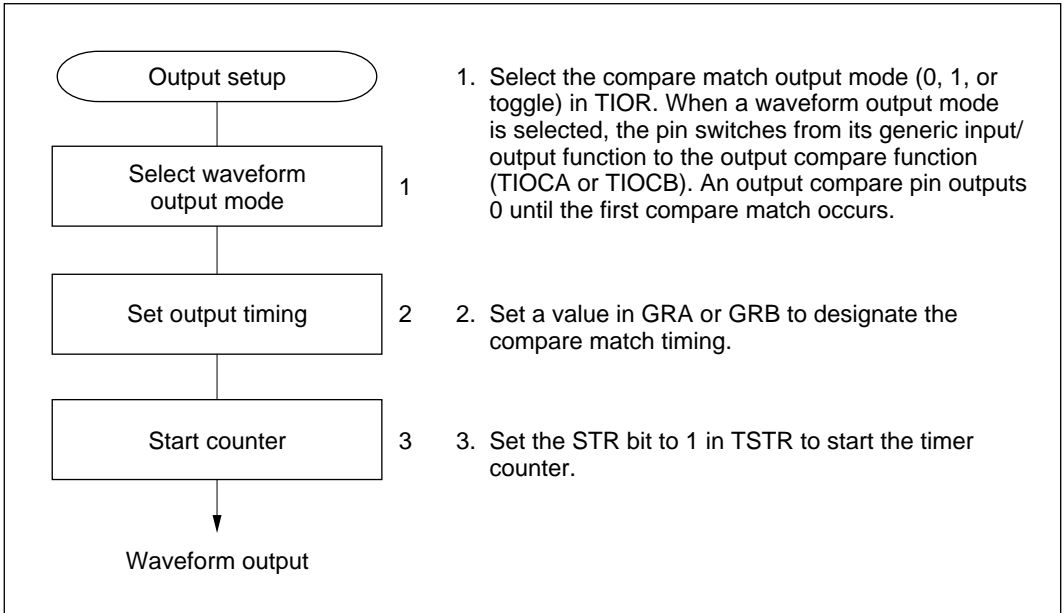 Output setup
Select waveform
output mode
1
Set output timing
2
Start counter
3
Waveform output
1. Select the compare match output mode (0, 1, or
toggle) in TIOR. When a waveform output mode
is selected, the pin switches from its generic input/
output function to the output compare function
(TIOCA or TIOCB). An output compare pin outputs
0 until the first compare match occurs.
2. Set a value in GRA or GRB to designate the
compare match timing.
3. Set the STR bit to 1 in TSTR to start the timer
counter.